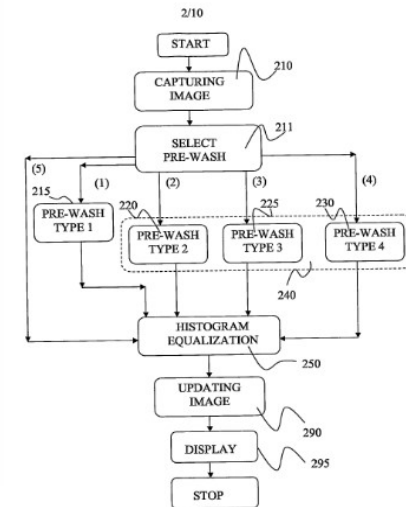 2/10
START
210
CAPTURING
IMAGE
211
SELECT
PRE-WASH
(5)
(1)
(2)
(3)
(4)
215
220
225
230
PRE-WASH
TYPE 1
PRE-WASH
TYPE 2
PRE-WASH
TYPE 3
PRE-WASH
TYPE 4
240
HISTOGRAM
EQUALIZATION
250
UPDATING
IMAGE
290
DISPLAY
295
STOP